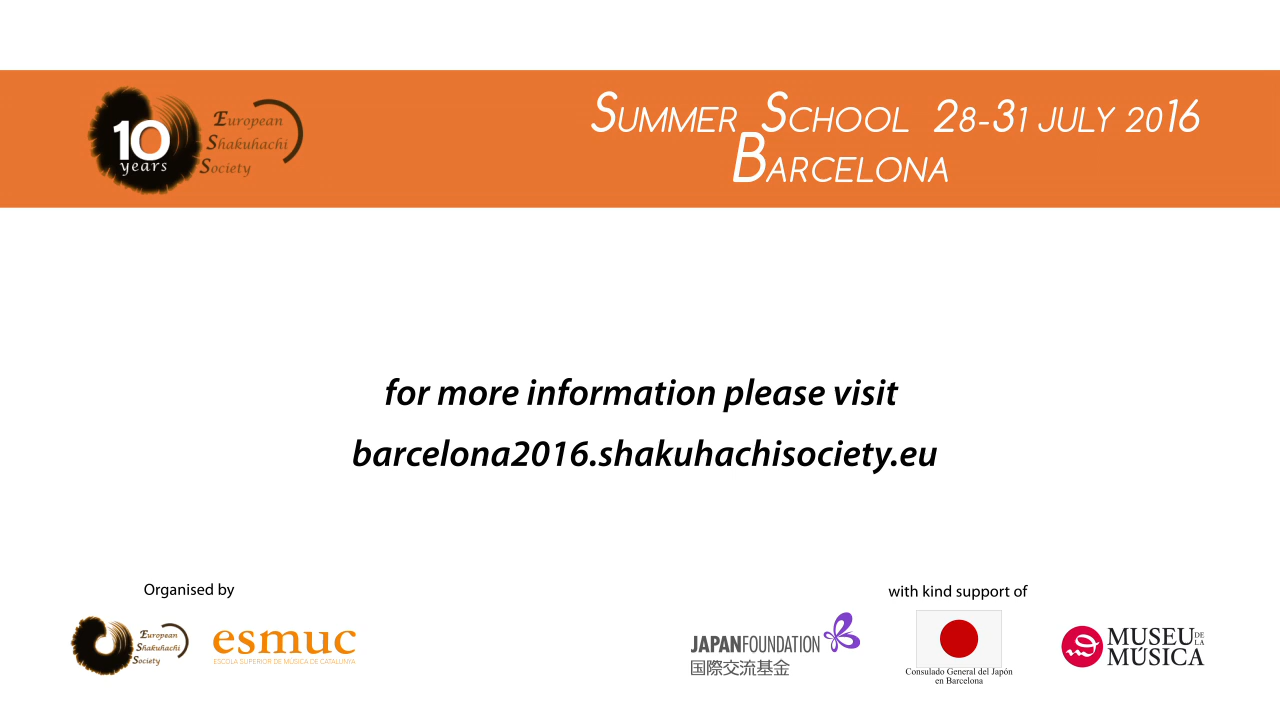 10
years
European
Shakuhachi
Society
Summer School 28-31 July 2016
Barcelona
for more information please visit
barcelona2016.shakuhachisociety.eu
Organised by
European
Shakuhachi
Society
esmuc
ESCOLA SUPERIOR DE MÚSICA DE CATALUNYA
with kind support of
JAPANFOUNDATION
国際交流基金
Consulado General del Japón
en Barcelona
MUSEU DE LA
MÚSICA